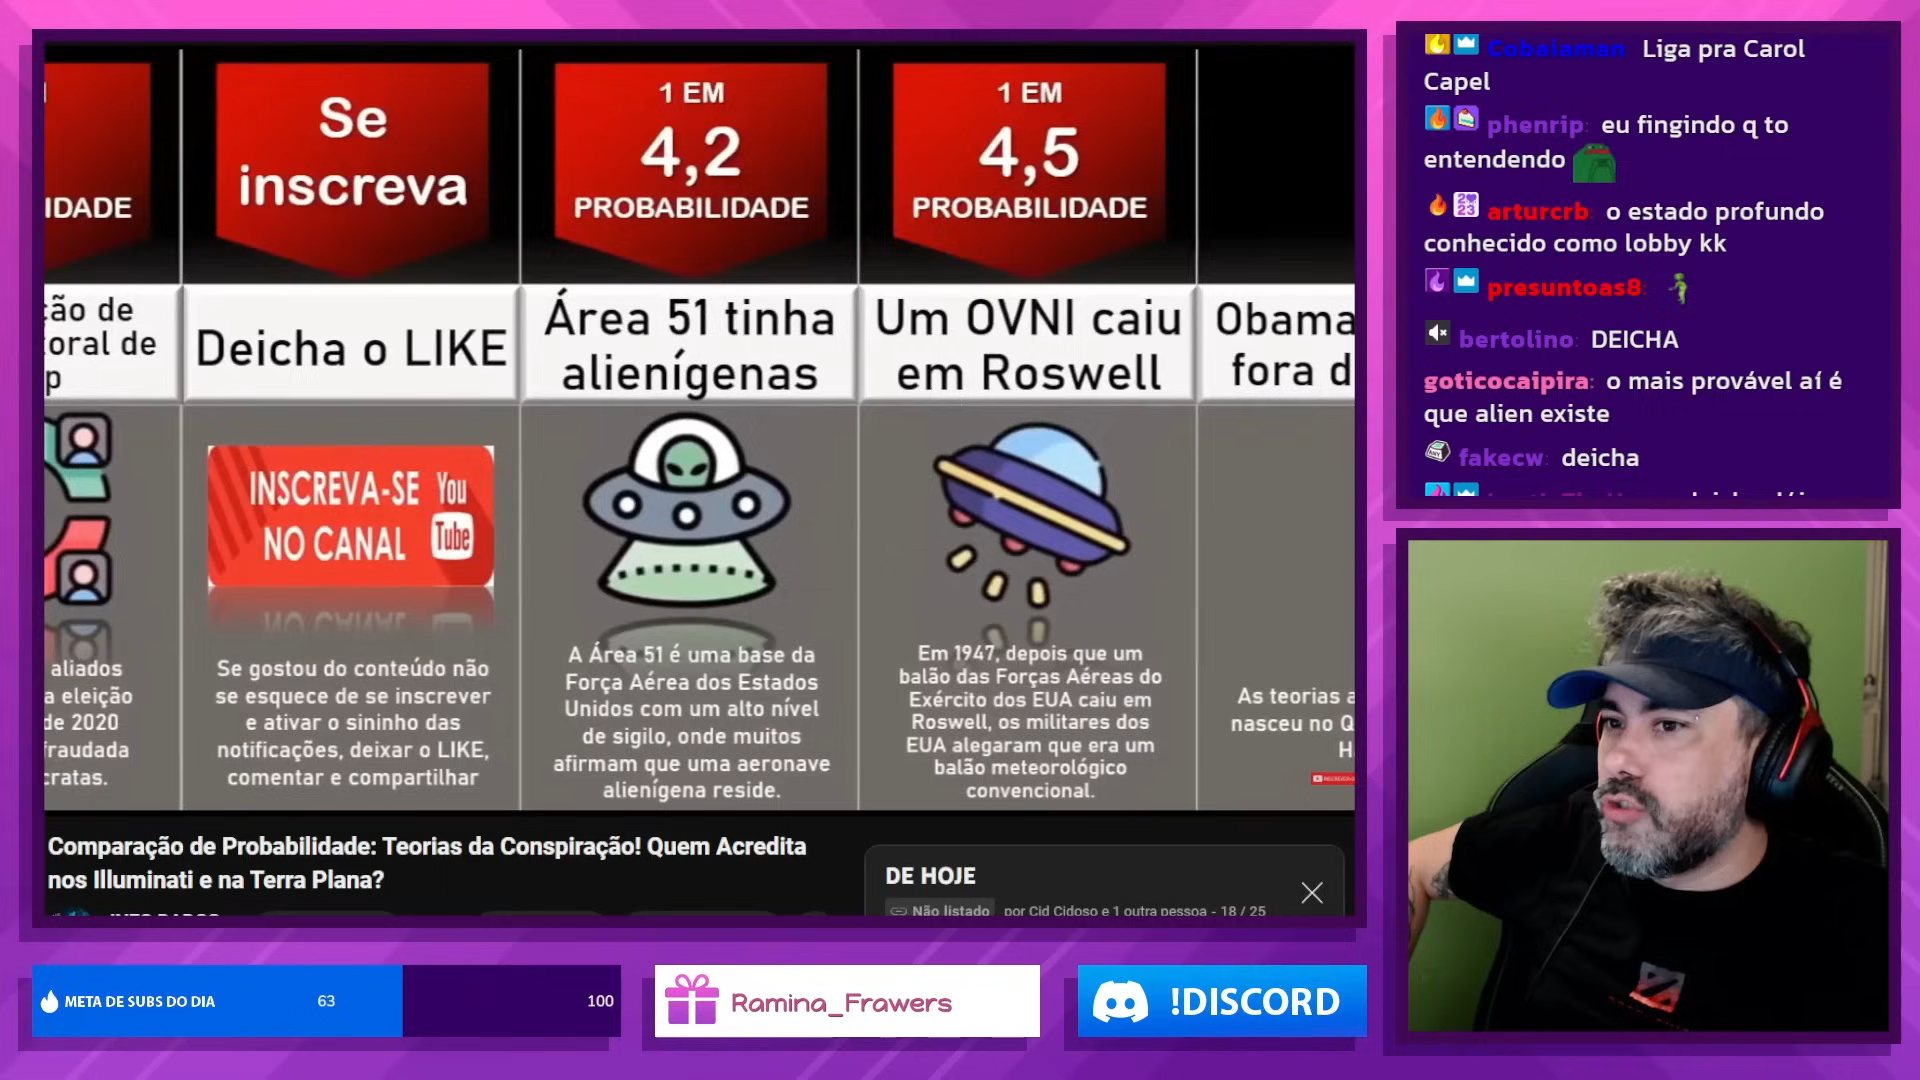 IDADE
Se
inscreva
1 EM
4,2
PROBABILIDADE
1 EM
4,5
PROBABILIDADE
ção de
oral de
p
Deicha o LIKE
Área 51 tinha
alienígenas
Um OVNI caiu
em Roswell
Obama
fora d
INSCREVA-SE
NO CANAL
You
Tube
aliados
a eleição
de 2020
fraudada
cratas.
Se gostou do conteúdo não
se esquece de se inscrever
e ativar o sininho das
notificações, deixar o LIKE,
comentar e compartilhar
A Área 51 é uma base da
Força Aérea dos Estados
Unidos com um alto nível
de sigilo, onde muitos
afirmam que uma aeronave
alienígena reside.
Em 1947, depois que um
balão das Forças Aéreas do
Exército dos EUA caiu em
Roswell, os militares dos
EUA alegaram que era um
balão meteorológico
convencional.
As teorias a
nasceu no Q
H
Comparação de Probabilidade: Teorias da Conspiração! Quem Acredita
nos Illuminati e na Terra Plana?
DE HOJE
Não listado por Cid Cidoso e 1 outra pessoa - 18 / 25
Cobaiaman Liga pra Carol
Capel
phenrip: eu fingindo q to
entendendo
arturcrb: o estado profundo
conhecido como lobby kk
presuntoas8:
bertolino: DEICHA
goticocaipira: o mais provável aí é
que alien existe
fakecw: deicha
META DE SUBS DO DIA 63 100
Ramina_Frawers
!DISCORD